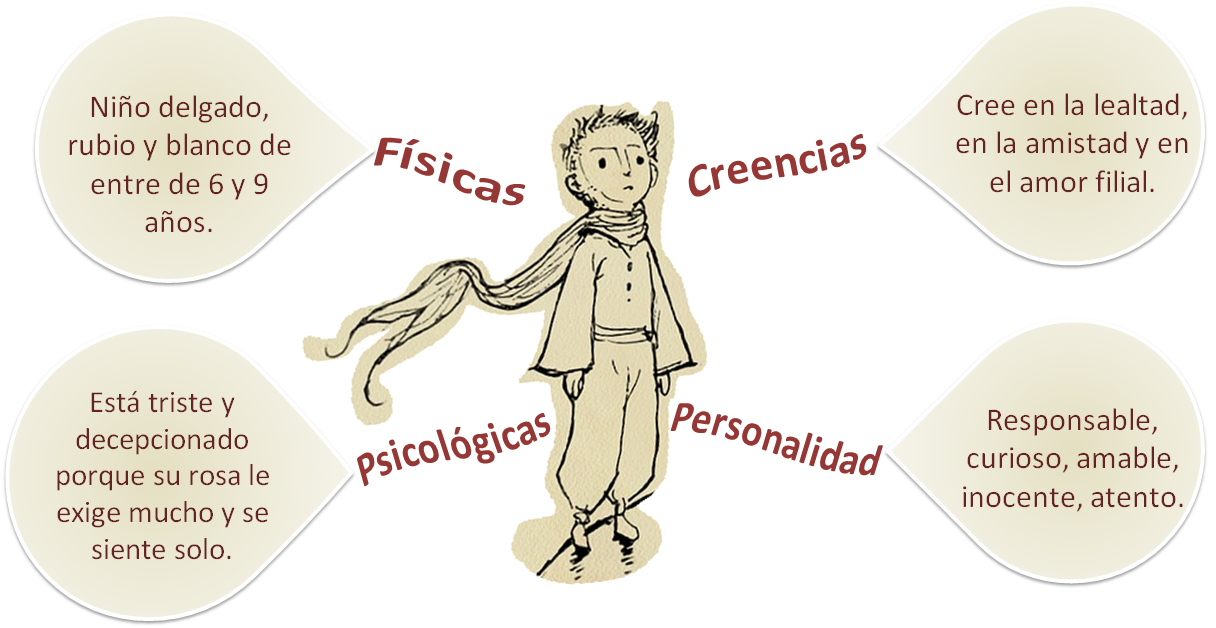 Físicas
Niño delgado,
rubio y blanco de
entre de 6 y 9
años.
Creencias
Cree en la lealtad,
en la amistad y en
el amor filial.
Psicológicas
Está triste y
decepcionado
porque su rosa le
exige mucho y se
siente solo.
Personalidad
Responsable,
curioso, amable,
inocente, atento.